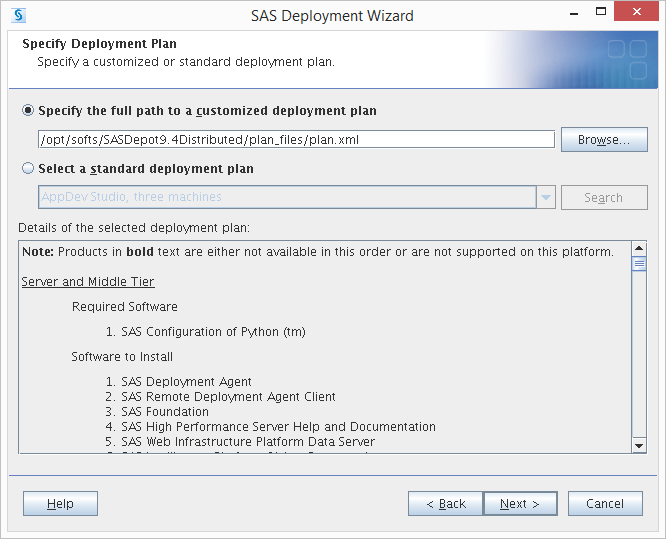 SAS Deployment Wizard
Specify Deployment Plan
Specify a customized or standard deployment plan.
Specify the full path to a customized deployment plan
/opt/softs/SASDepot9.4Distributed/plan_files/plan.xml
Browse...
Select a standard deployment plan
AppDev Studio, three machines
Search
Details of the selected deployment plan:
Note: Products in bold text are either not available in this order or are not supported on this platform.
Server and Middle Tier
Required Software
1. SAS Configuration of Python (tm)
Software to Install
1. SAS Deployment Agent
2. SAS Remote Deployment Agent Client
3. SAS Foundation
4. SAS High Performance Server Help and Documentation
5. SAS Web Infrastructure Platform Data Server
Help
< Back
Next >
Cancel